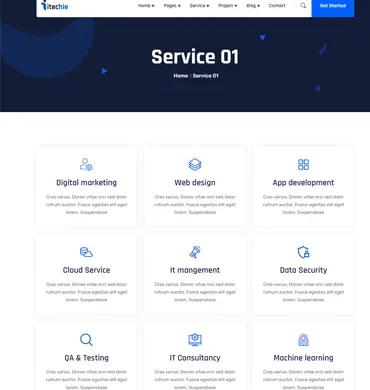 itechie
Home + Pages + Service + Project + Blog + Contact
Get Started
Service 01
Home / Service 01
Digital marketing
Cras varius. Donec vitae orci sed dolor
rutrum auctor. Fusce egestas elit eget
lorem. Suspendisse
Web design
Cras varius. Donec vitae orci sed dolor
rutrum auctor. Fusce egestas elit eget
lorem. Suspendisse
App development
Cras varius. Donec vitae orci sed dolor
rutrum auctor. Fusce egestas elit eget
lorem. Suspendisse
Cloud Service
Cras varius. Donec vitae orci sed dolor
rutrum auctor. Fusce egestas elit eget
lorem. Suspendisse
It mangement
Cras varius. Donec vitae orci sed dolor
rutrum auctor. Fusce egestas elit eget
lorem. Suspendisse
Data Security
Cras varius. Donec vitae orci sed dolor
rutrum auctor. Fusce egestas elit eget
lorem. Suspendisse
QA & Testing
Cras varius. Donec vitae orci sed dolor
rutrum auctor. Fusce egestas elit eget
lorem. Suspendisse
IT Consultancy
Cras varius. Donec vitae orci sed dolor
rutrum auctor. Fusce egestas elit eget
lorem. Suspendisse
Machine learning
Cras varius. Donec vitae orci sed dolor
rutrum auctor. Fusce egestas elit eget
lorem. Suspendisse